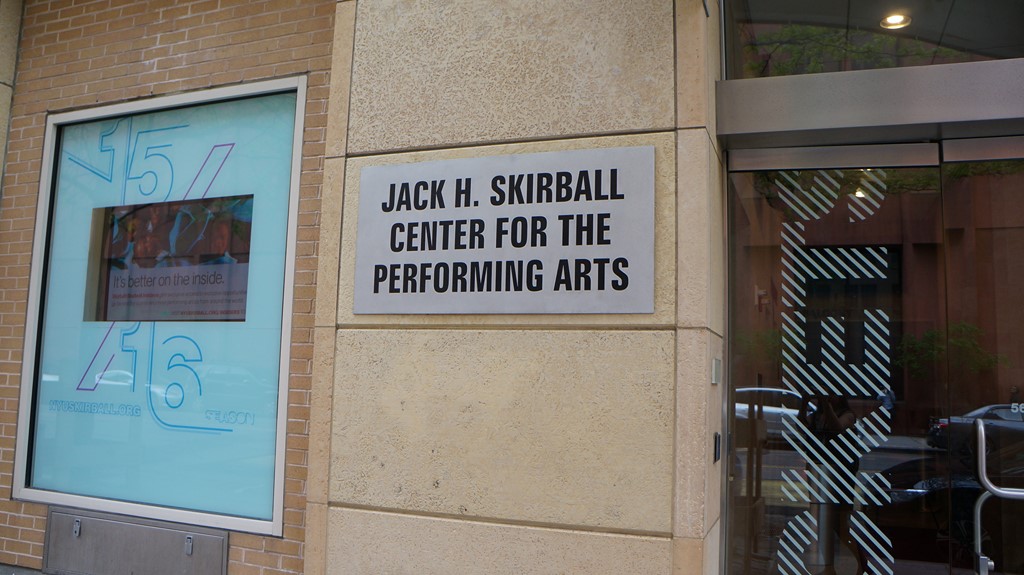 15/
It's better on the inside.
/16
NYUSKIRBALL.ORG
JACK H. SKIRBALL
CENTER FOR THE
PERFORMING ARTS